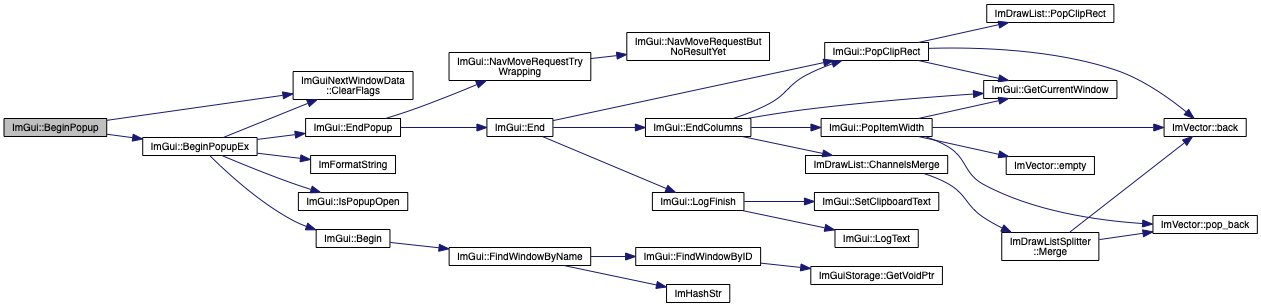 ImGui::BeginPopup
ImGuiNextWindowData
::ClearFlags
ImGui::BeginPopupEx
ImGui::EndPopup
ImFormatString
ImGui::IsPopupOpen
ImGui::Begin
ImGui::NavMoveRequestTry
Wrapping
ImGui::NavMoveRequestBut
NoResultYet
ImGui::End
ImGui::FindWindowByName
ImGui::EndColumns
ImGui::LogFinish
ImGui::FindWindowByID
ImHashStr
ImGui::PopClipRect
ImGui::PopItemWidth
ImDrawList::ChannelsMerge
ImGui::SetClipboardText
ImGui::LogText
ImGuiStorage::GetVoidPtr
ImDrawList::PopClipRect
ImGui::GetCurrentWindow
ImVector::empty
ImDrawListSplitter
::Merge
ImVector::back
ImVector::pop_back